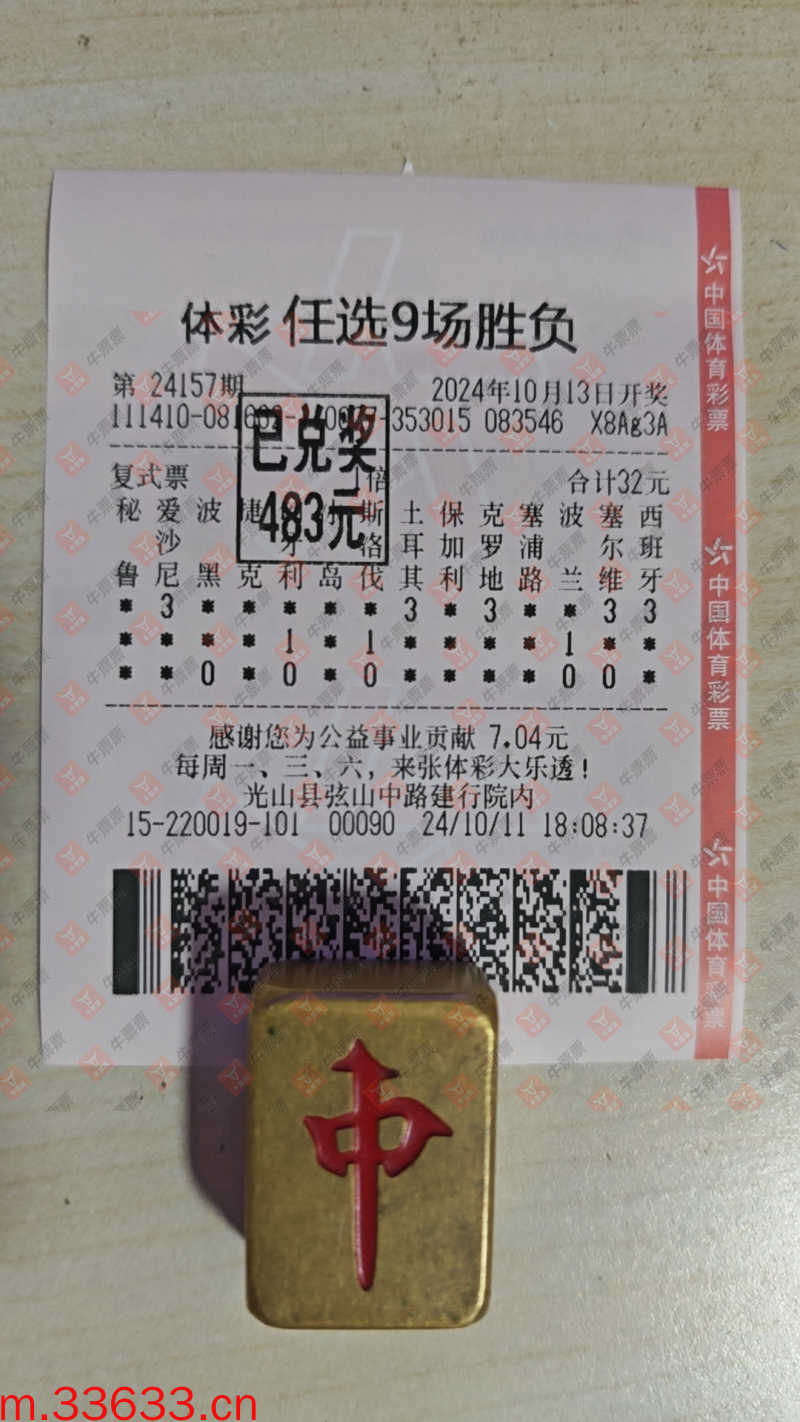 体彩 任选9场胜负
第 24157期
2024年10月13日开奖
353015 083546 X8Ag3A
已兑奖
483元
复式票
倍
合计32元
秘 爱 波 捷 斯 土 保 克 塞 波 塞 西
沙 牙 洛 耳 加 罗 浦 尔 班
鲁 尼 黑 克 利 岛 伐 其 利 地 路 兰 维 牙
* 3 * * * * * 3 * 3 * * 3 3
* * * * 1 * 1 * * * * 1 * *
* * 0 * 0 * 0 * * * * 0 0 *
感谢您为公益事业贡献 7.04元
每周一、三、六，来张体彩大乐透！
光山县弦山中路建行院内
15-220019-101 00090 24/10/11 18:08:37
中国体育彩票
中国体育彩票
中国体育彩票
牛票票
中
m.33633.cn